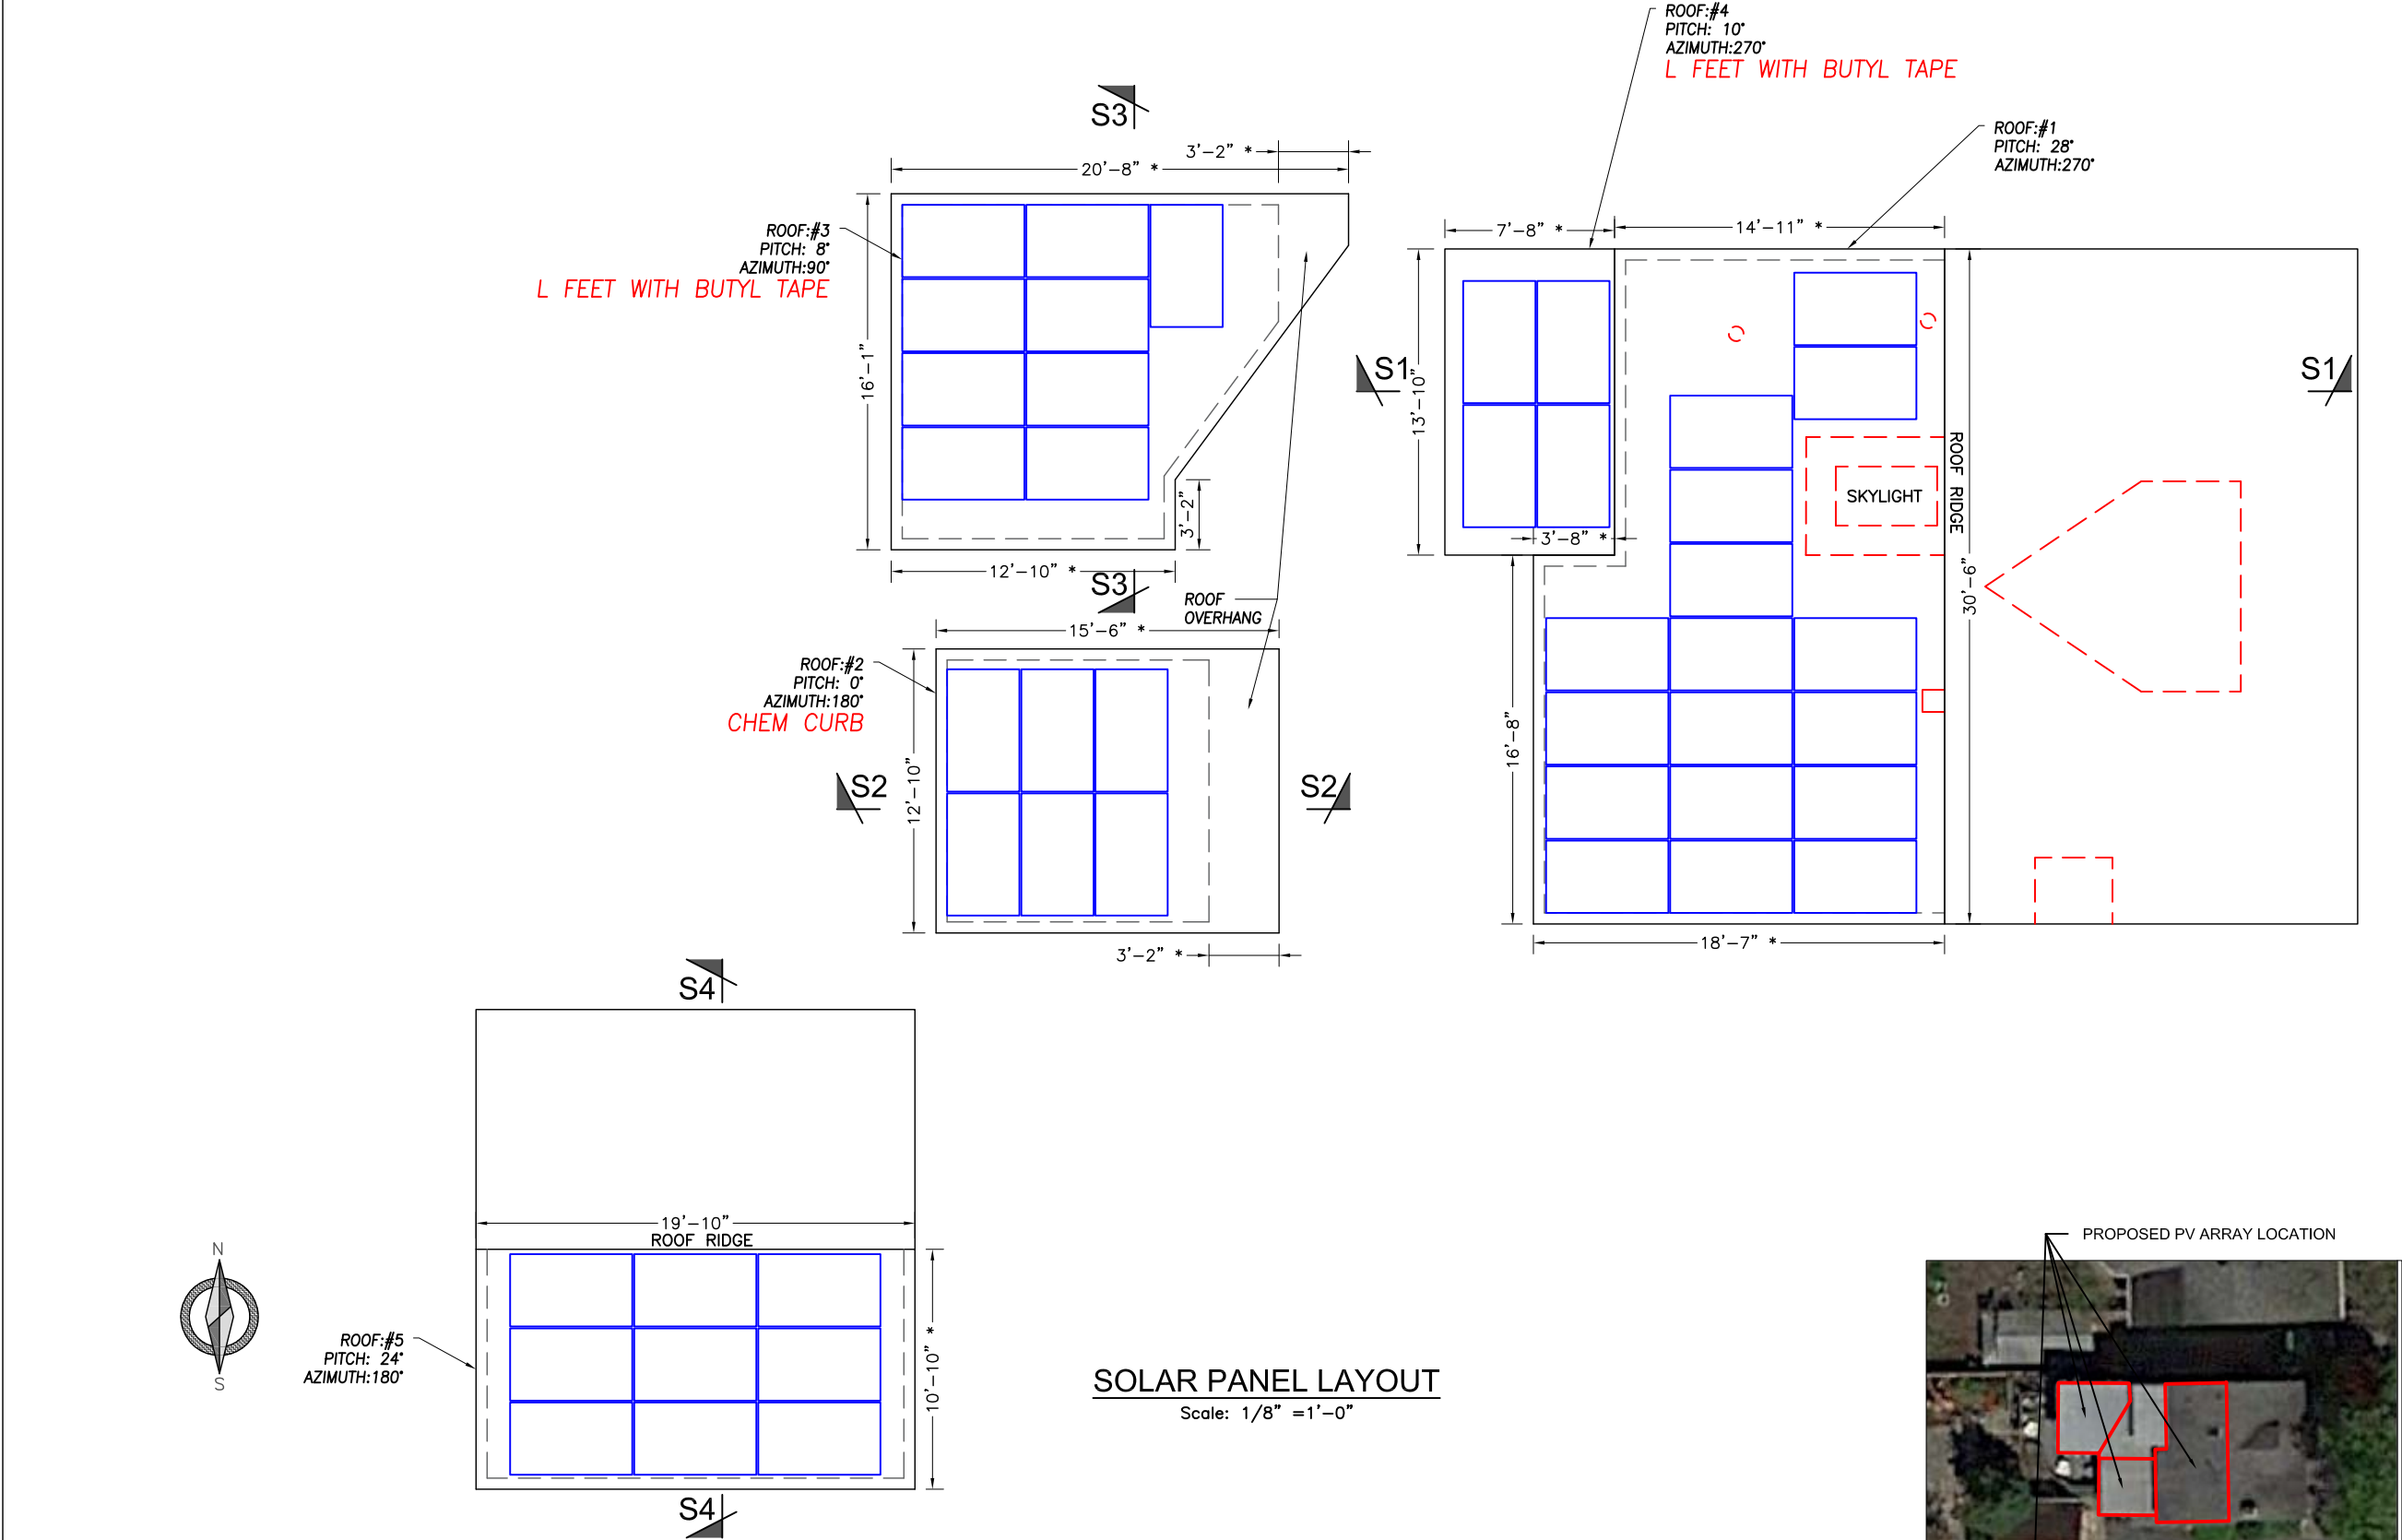 ROOF:#4
PITCH: 10°
AZIMUTH:270°
L FEET WITH BUTYL TAPE
ROOF:#1
PITCH: 28°
AZIMUTH:270°
S3
3'-2" *
20'-8" *
ROOF:#3
PITCH: 8°
AZIMUTH:90°
L FEET WITH BUTYL TAPE
16'-1"
3'-2"
12'-10" *
S3
ROOF
OVERHANG
7'-8" *
14'-11" *
S1
13'-10"
3'-8" *
SKYLIGHT
ROOF RIDGE
30'-6"
S1
16'-8"
18'-7" *
15'-6" *
ROOF:#2
PITCH: 0°
AZIMUTH:180°
CHEM CURB
S2
12'-10"
S2
3'-2" *
S4
19'-10"
ROOF RIDGE
N
S
ROOF:#5
PITCH: 24°
AZIMUTH:180°
10'-10" *
S4
SOLAR PANEL LAYOUT
Scale: 1/8" =1'-0"
PROPOSED PV ARRAY LOCATION